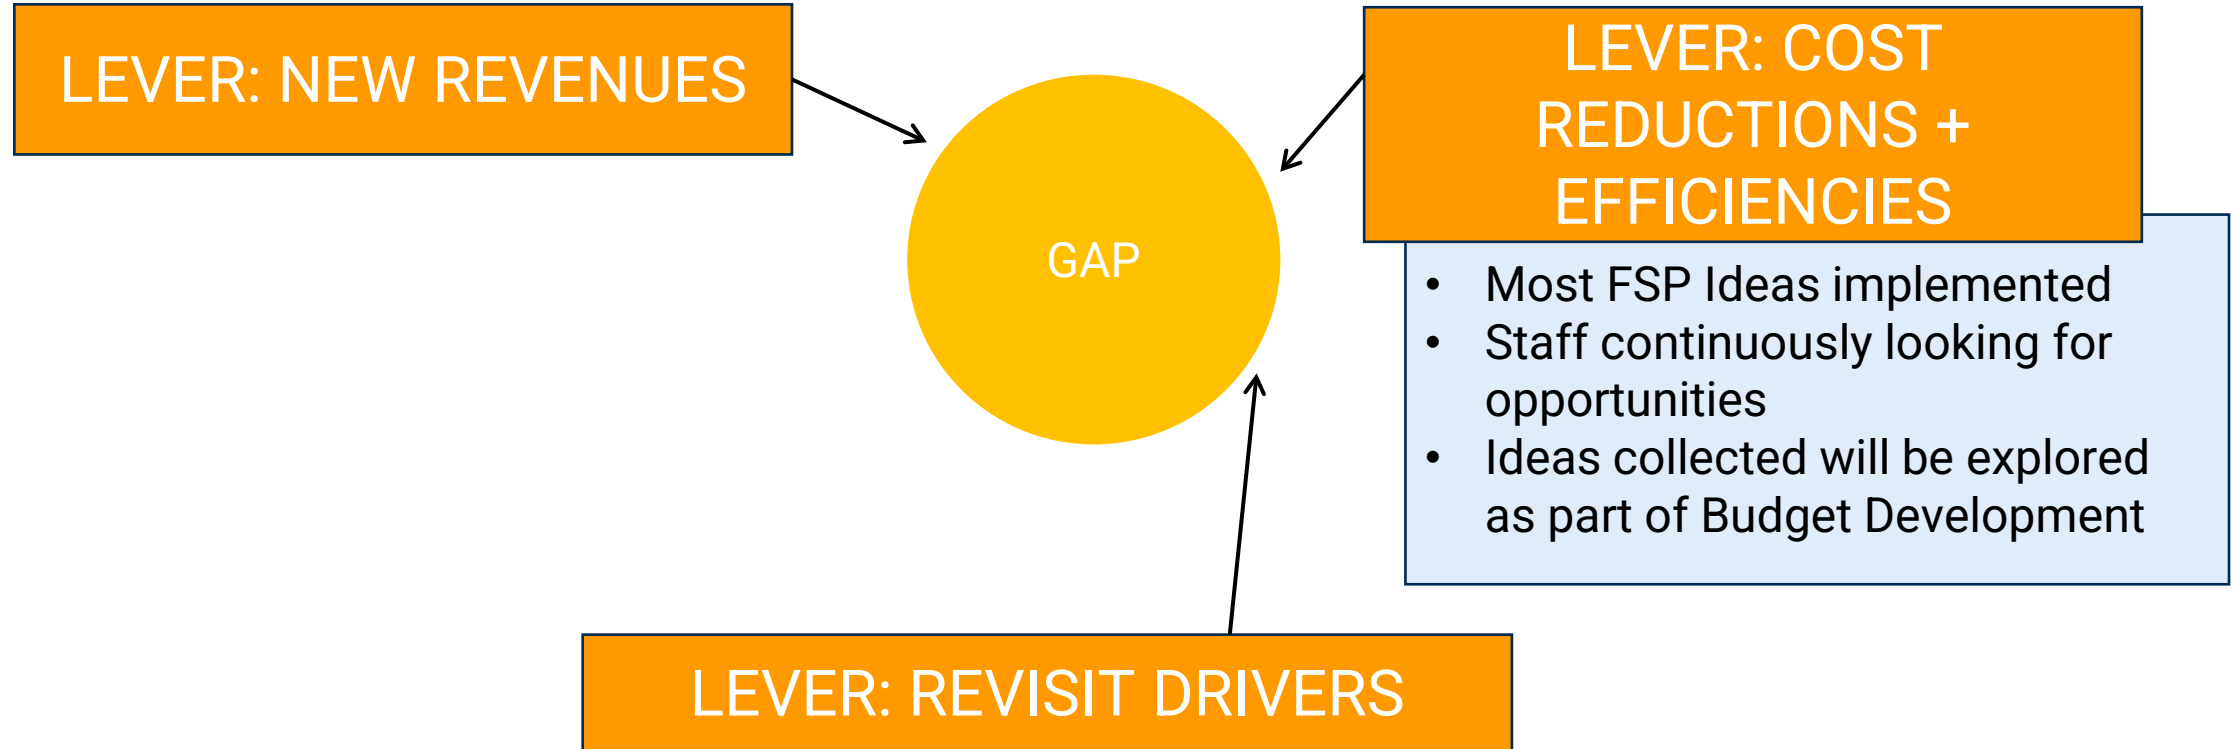 LEVER: NEW REVENUES
GAP
LEVER: COST
REDUCTIONS +
EFFICIENCIES
• Most FSP Ideas implemented
• Staff continuously looking for
opportunities
• Ideas collected will be explored
as part of Budget Development
LEVER: REVISIT DRIVERS